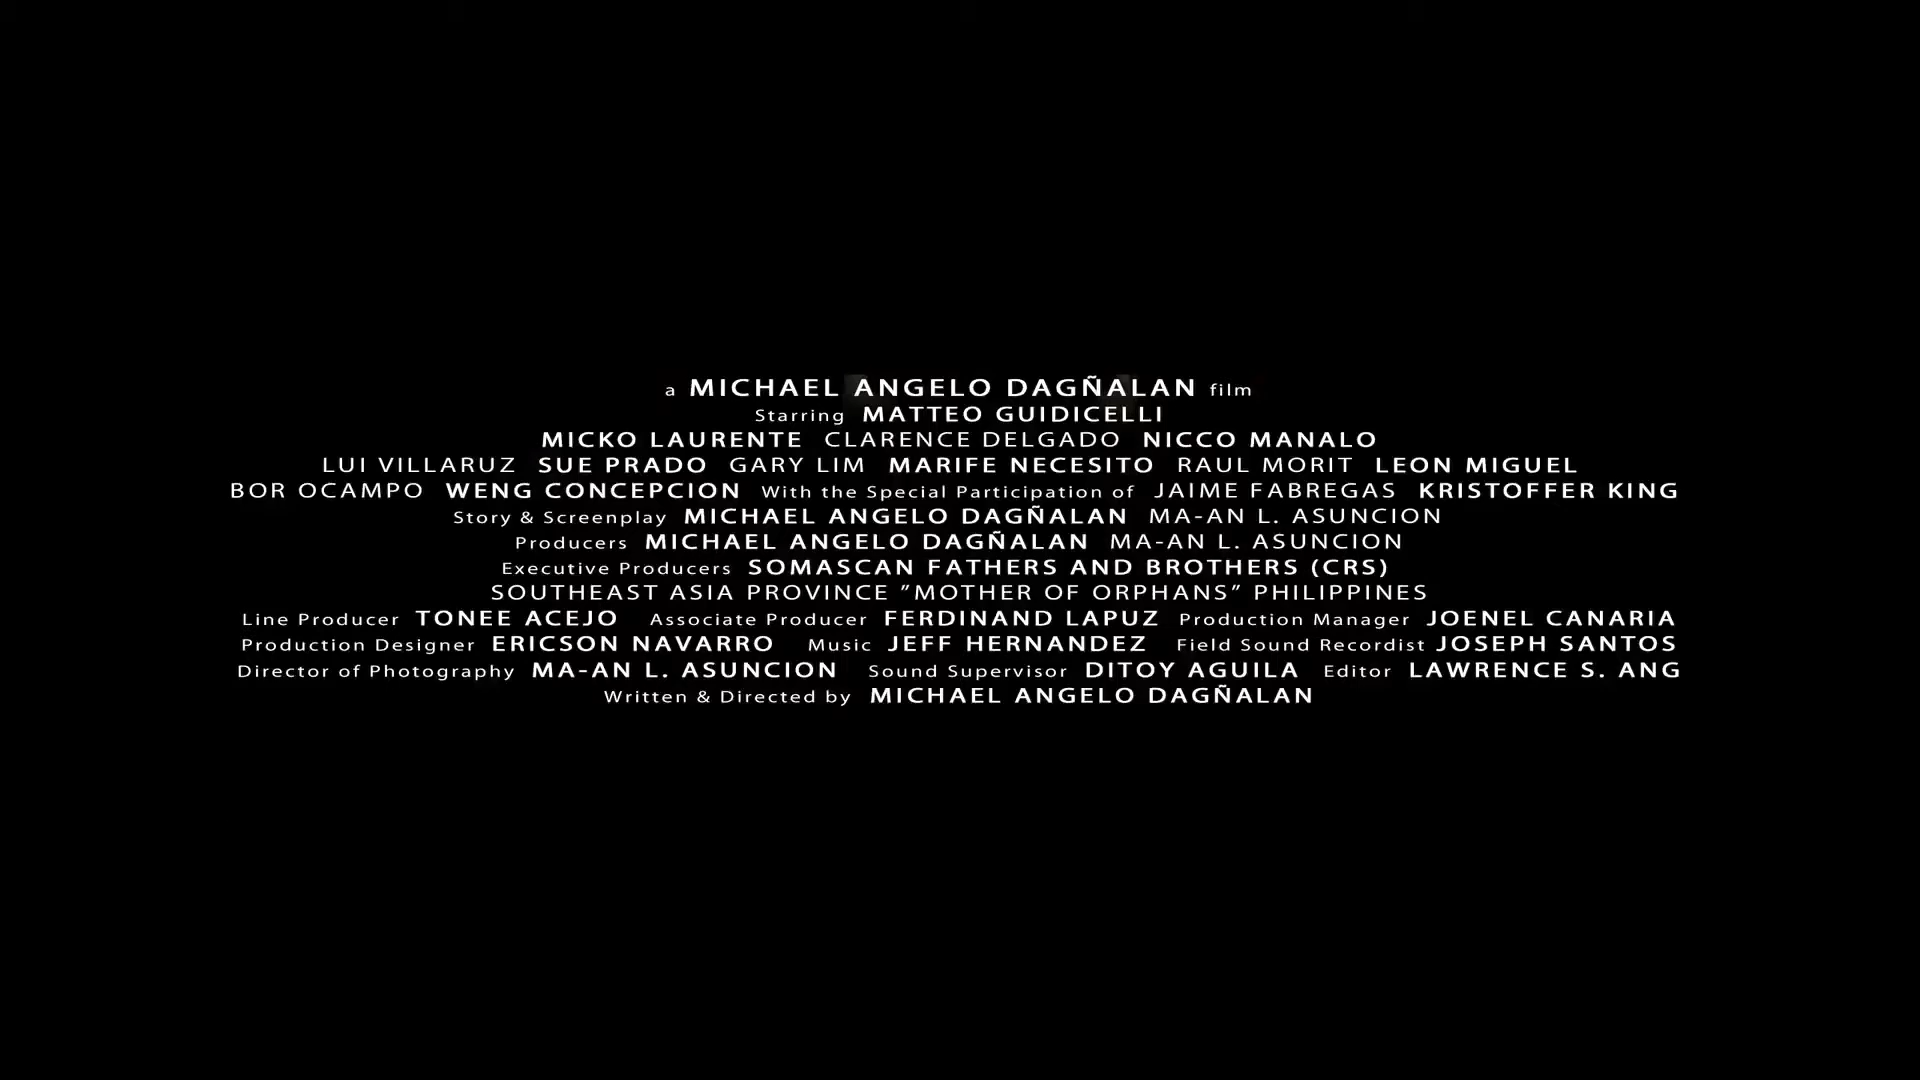 a MICHAEL ANGELO DAGÑALAN film
Starring MATTEO GUIDICELLI
MICKO LAURENTE CLARENCE DELGADO NICCO MANALO
LUI VILLARUZ SUE PRADO GARY LIM MARIFE NECESITO RAUL MORIT LEON MIGUEL
BOR OCAMPO WENG CONCEPCION With the Special Participation of JAIME FABREGAS KRISTOFFER KING
Story & Screenplay MICHAEL ANGELO DAGÑALAN MA-AN L. ASUNCION
Producers MICHAEL ANGELO DAGÑALAN MA-AN L. ASUNCION
Executive Producers SOMASCAN FATHERS AND BROTHERS (CRS)
SOUTHEAST ASIA PROVINCE "MOTHER OF ORPHANS" PHILIPPINES
Line Producer TONEE ACEJO Associate Producer FERDINAND LAPUZ Production Manager JOENEL CANARIA
Production Designer ERICSON NAVARRO Music JEFF HERNANDEZ Field Sound Recordist JOSEPH SANTOS
Director of Photography MA-AN L. ASUNCION Sound Supervisor DITOY AGUILA Editor LAWRENCE S. ANG
Written & Directed by MICHAEL ANGELO DAGÑALAN